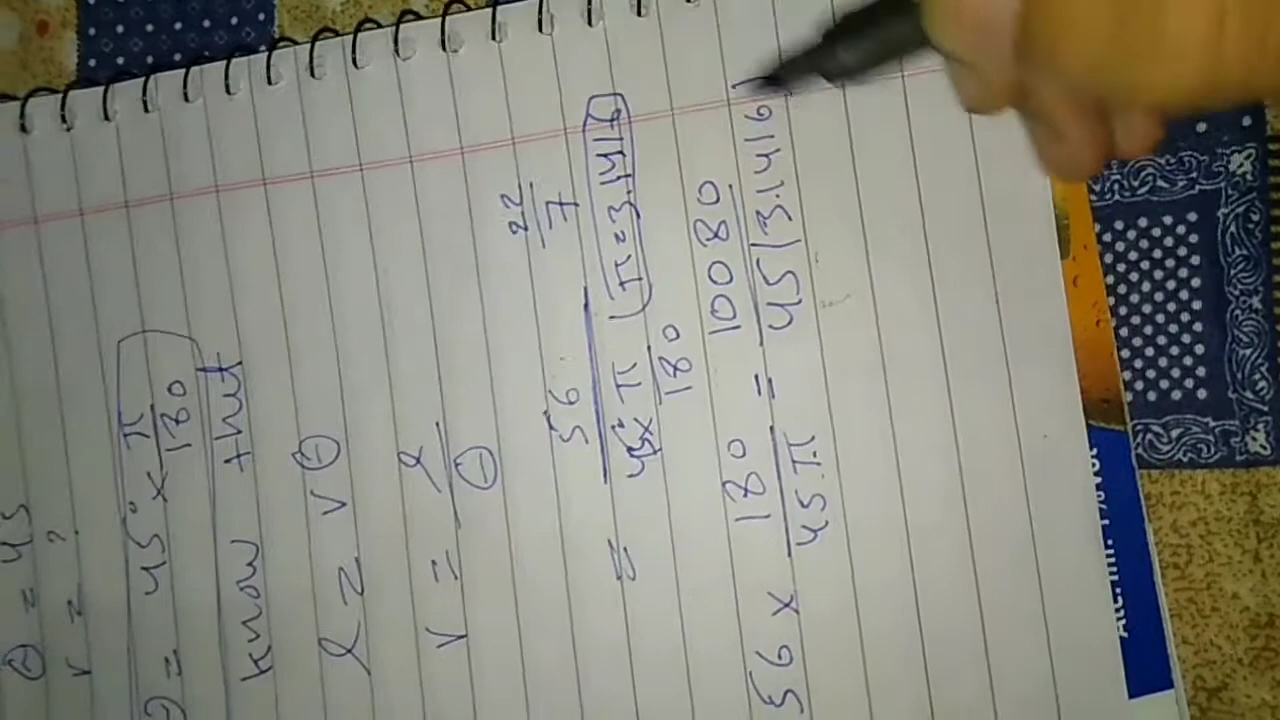 θ = 45
r = ?
θ = 45° × π/180
know that
l = r θ
r = l/θ
22/7
= 56/(45° × π/180) (π = 3.1416)
56 × 180/45π = 10080/45(3.1416)